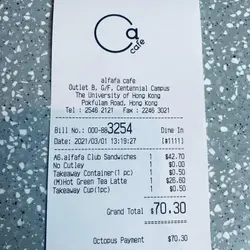 a
cafe
alfafa cafe
Outlet B, G/F, Centennial Campus
The University of Hong Kong
Pokfulam Road, Hong Kong
Tel : 2546 2121 Fax : 2246 3021
Bill No.: 000-883254 Dine In
Date: 2021/03/01 13:19:27 [#1111]
A6.alfafa Club Sandwiches 1 $42.70
No Cutley 1 $0.00
Takeaway Container(1 pc) 1 $0.50
(M)Hot Green Tea Latte 1 $26.60
Takeaway Cup(1pc) 1 $0.50
Grand Total $70.30
Octopus Payment $70.30